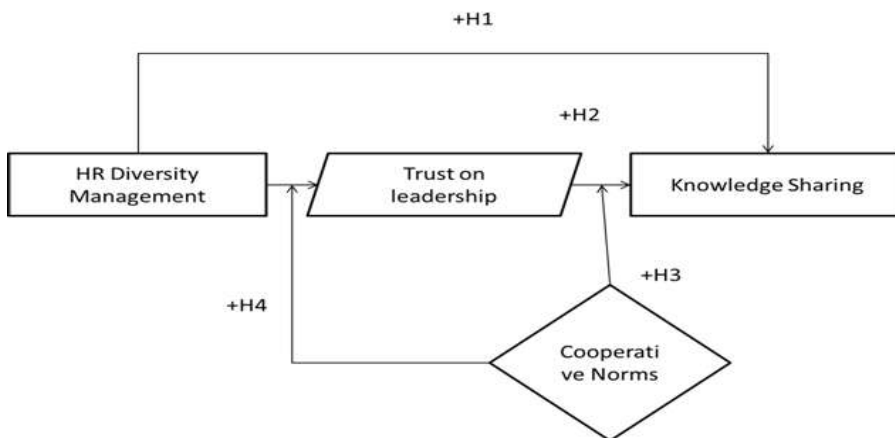 +H1
+H2
HR Diversity
Management
Trust on
leadership
Knowledge Sharing
+H3
+H4
Cooperati
ve Norms